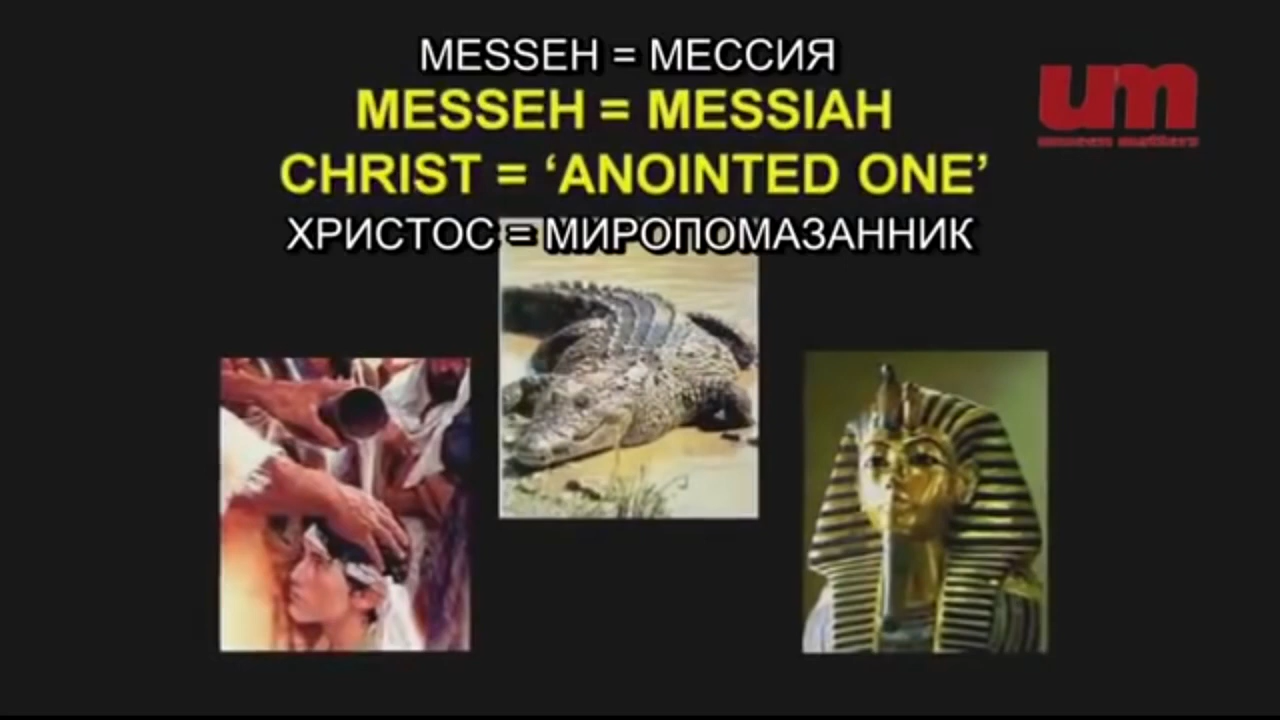 MESSEH = МЕССИЯ
MESSEH = MESSIAH
CHRIST = ‘ANOINTED ONE’
ХРИСТОС = МИРОПОМАЗАННИК
um